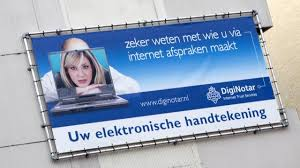 zeker weten met wie u via
internet afspraken maakt
www.diginotar.nl
DigiNotar
Internet Trust Services
Uw elektronische handtekening